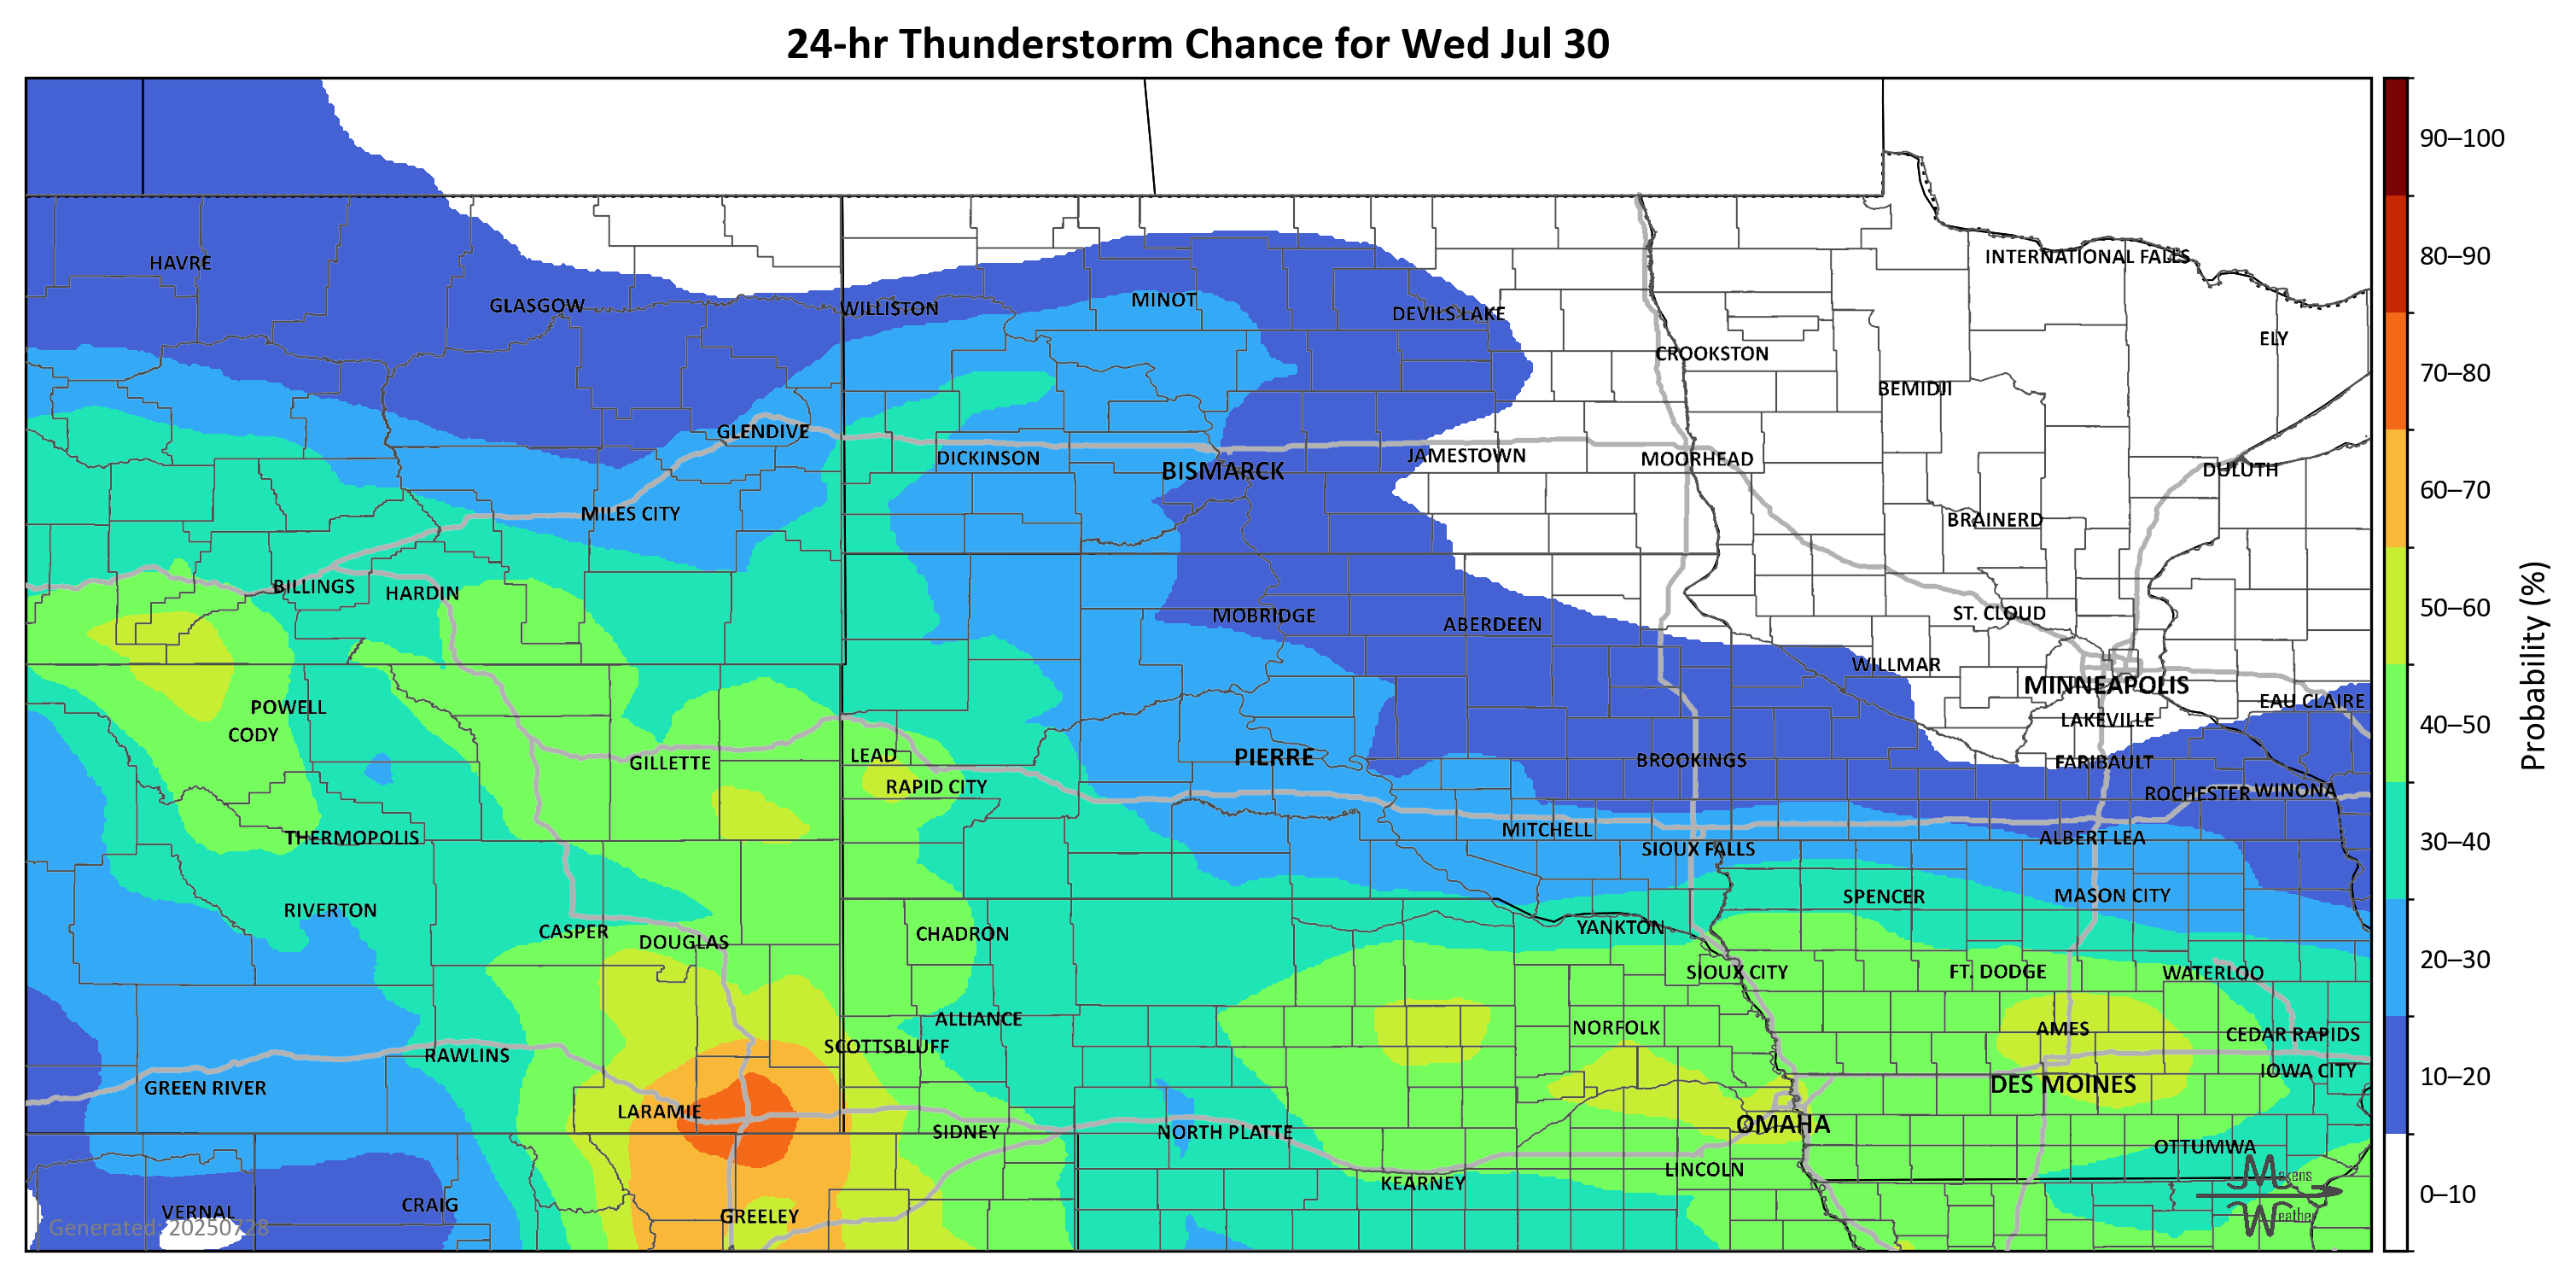 24-hr Thunderstorm Chance for Wed Jul 30
90–100
80–90
70–80
60–70
50–60
40–50
30–40
20–30
10–20
0–10
Probability (%)
HAVRE
INTERNATIONAL FALLS
GLASGOW
WILLISTON
MINOT
DEVILS LAKE
ELY
CROOKSTON
BEMIDJI
GLENDIVE
DICKINSON
BISMARCK
JAMESTOWN
MOORHEAD
DULUTH
MILES CITY
BRAINERD
BILLINGS
HARDIN
MOBRIDGE
ABERDEEN
ST. CLOUD
WILLMAR
MINNEAPOLIS
POWELL
EAU CLAIRE
CODY
LAKEVILLE
GILLETTE
LEAD
PIERRE
BROOKINGS
FARIBAULT
RAPID CITY
ROCHESTER
WINONA
THERMOPOLIS
MITCHELL
ALBERT LEA
SIOUX FALLS
RIVERTON
SPENCER
MASON CITY
CASPER
DOUGLAS
CHADRON
YANKTON
SIOUX CITY
FT. DODGE
WATERLOO
ALLIANCE
NORFOLK
AMES
CEDAR RAPIDS
RAWLINS
SCOTTSBLUFF
IOWA CITY
GREEN RIVER
DES MOINES
LARAMIE
SIDNEY
NORTH PLATTE
OMAHA
OTTUMWA
LINCOLN
KEARNEY
VERNAL
CRAIG
GREELEY
Generated: 20250728
Makens
Weather